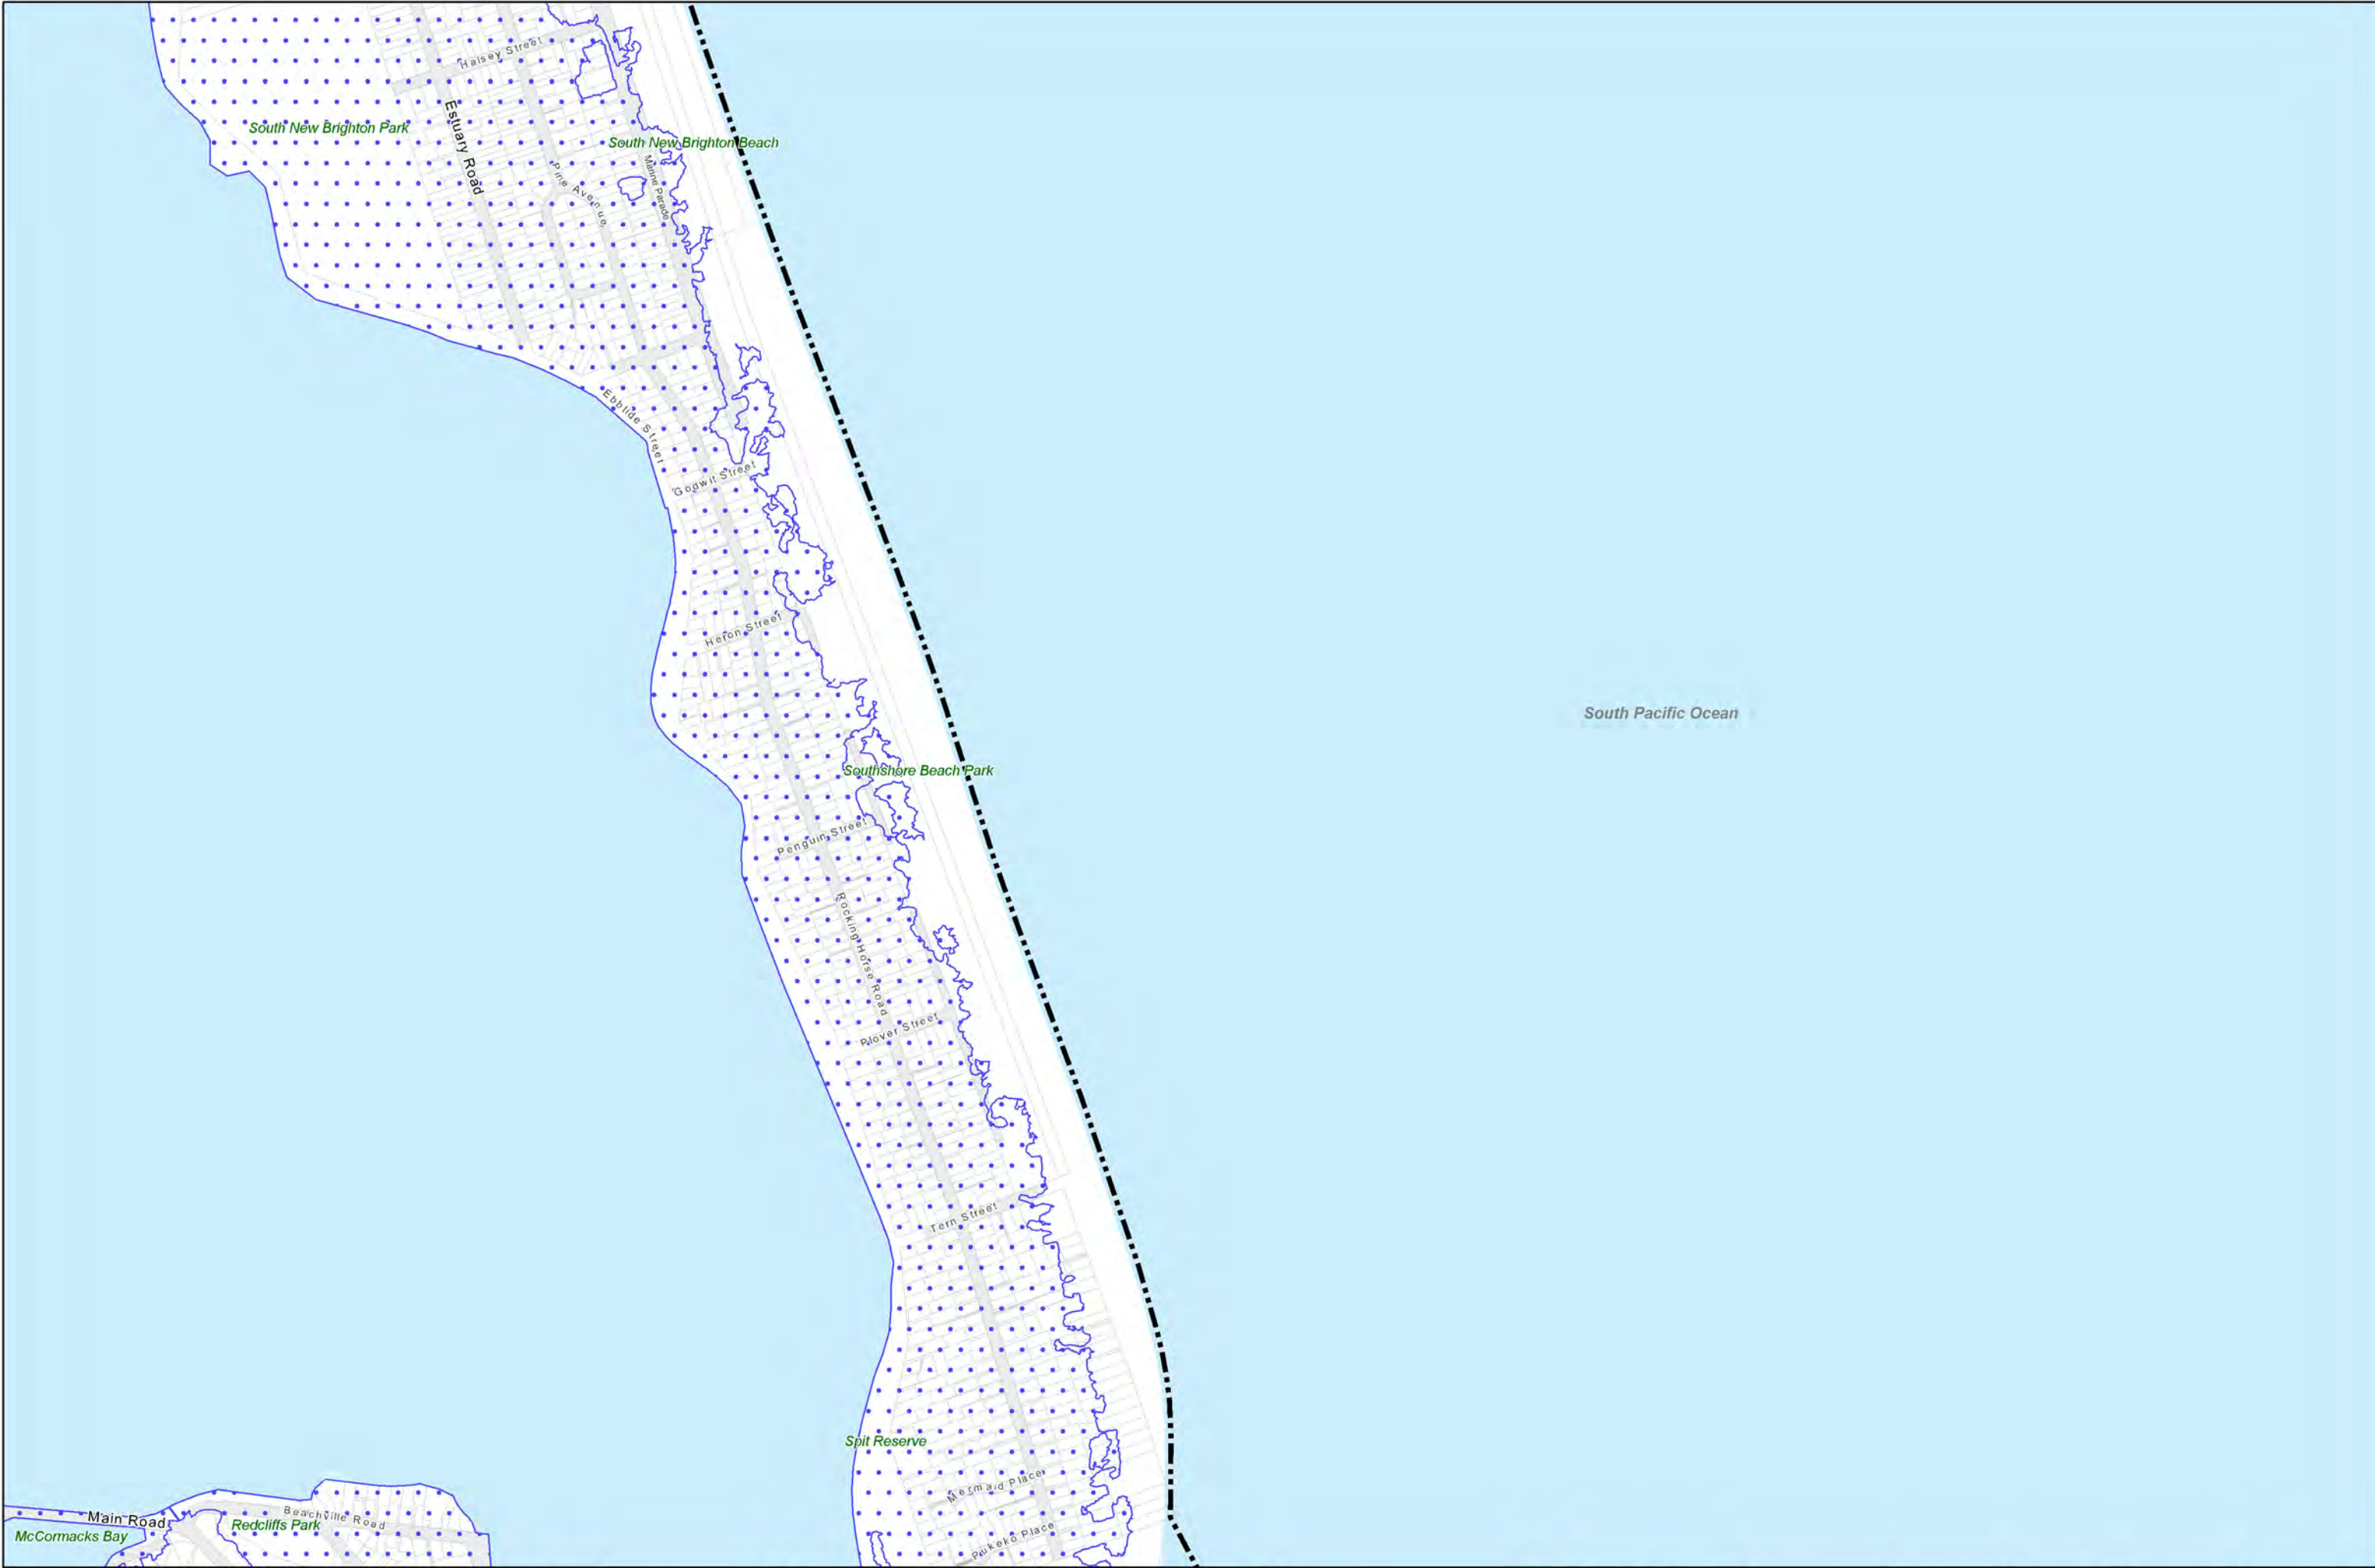 Halsey Street
South New Brighton Park
Estuary Road
South New Brighton Beach
Marine Parade
Pine Avenue
Ebbtide Street
Godwit Street
Heron Street
South Pacific Ocean
Southshore Beach Park
Penguin Street
Rocking Horse Road
Plover Street
Tern Street
Spit Reserve
Mermaid Place
Pukeko Place
Main Road
Beachville Road
Redcliffs Park
McCormacks Bay